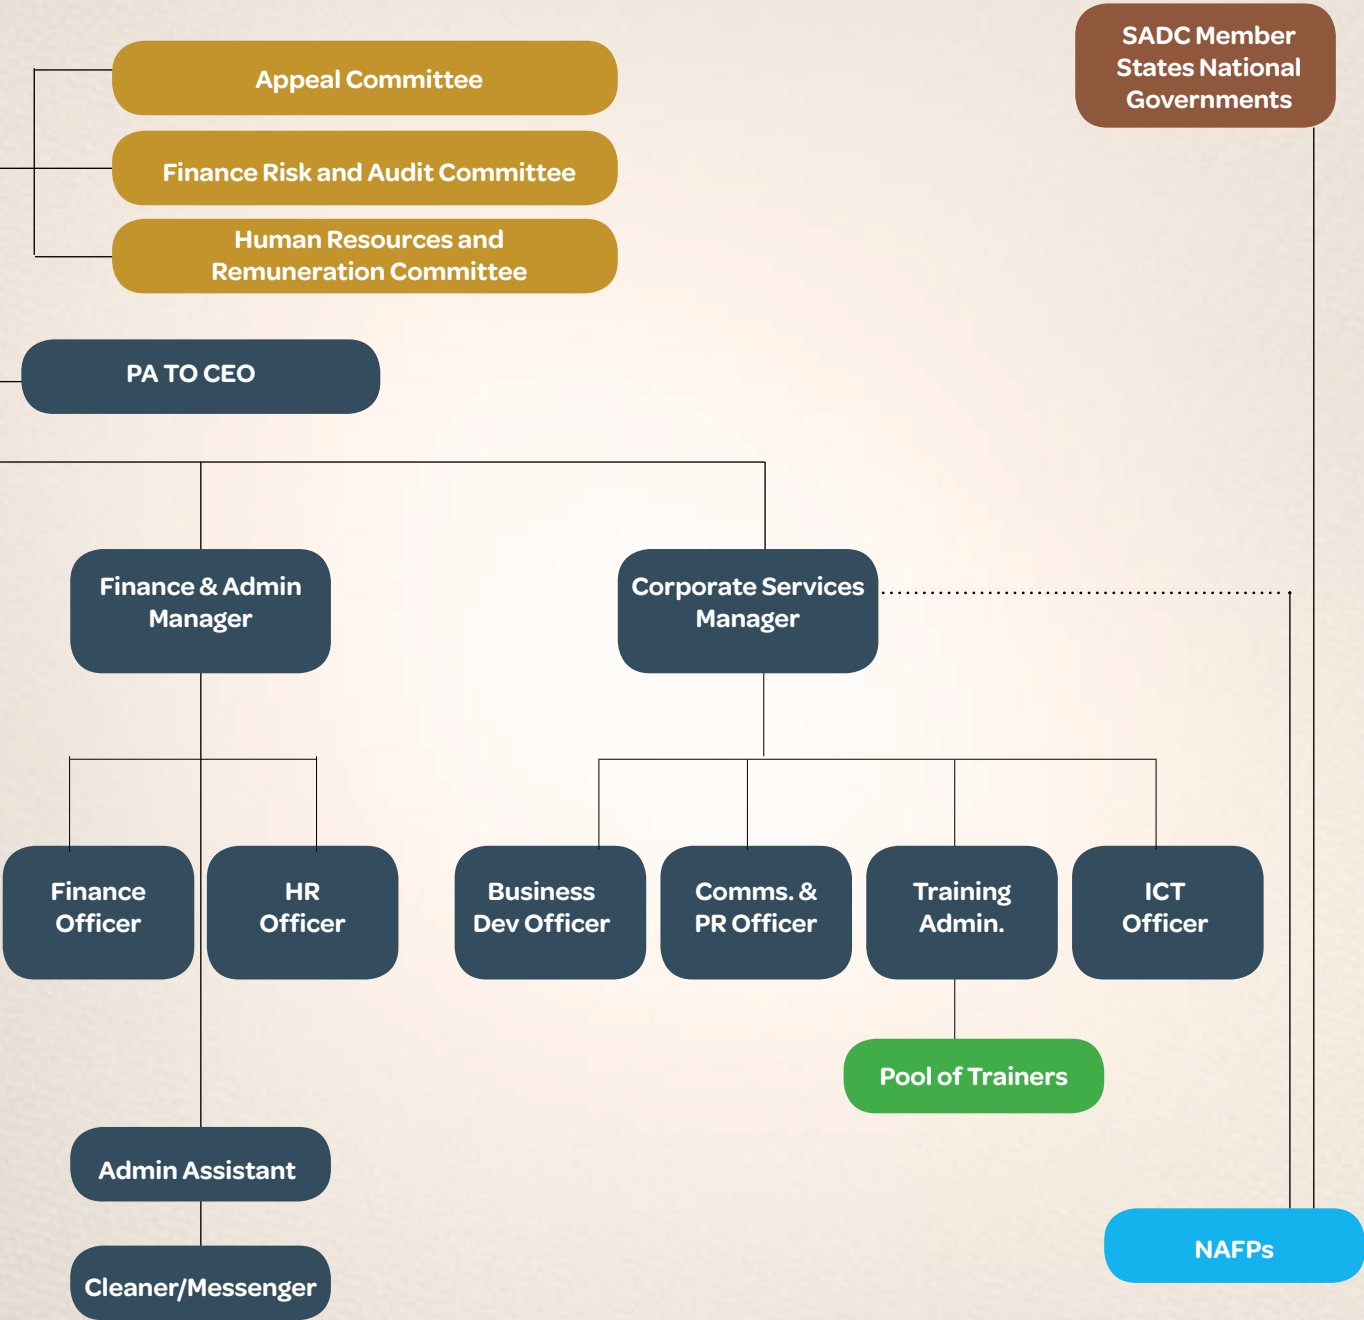 SADC Member
States National
Governments
Appeal Committee
Finance Risk and Audit Committee
Human Resources and
Remuneration Committee
PA TO CEO
Finance & Admin
Manager
Corporate Services
Manager
Finance
Officer
HR
Officer
Business
Dev Officer
Comms. &
PR Officer
Training
Admin.
ICT
Officer
Pool of Trainers
Admin Assistant
NAFPs
Cleaner/Messenger